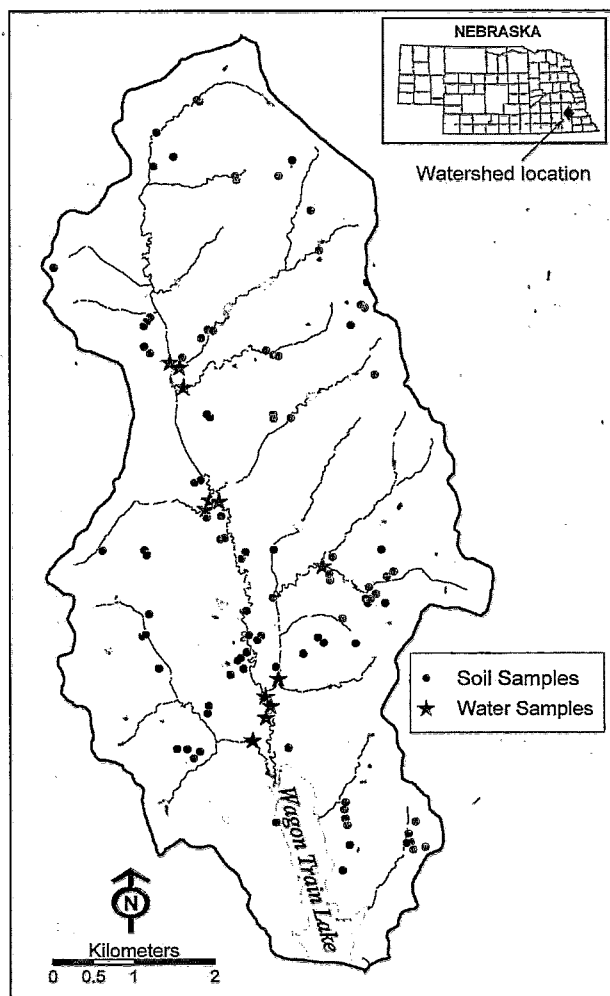 NEBRASKA
Watershed location
Soil Samples
Water Samples
Wagon Train Lake
N
Kilometers
0 0.5 1 2